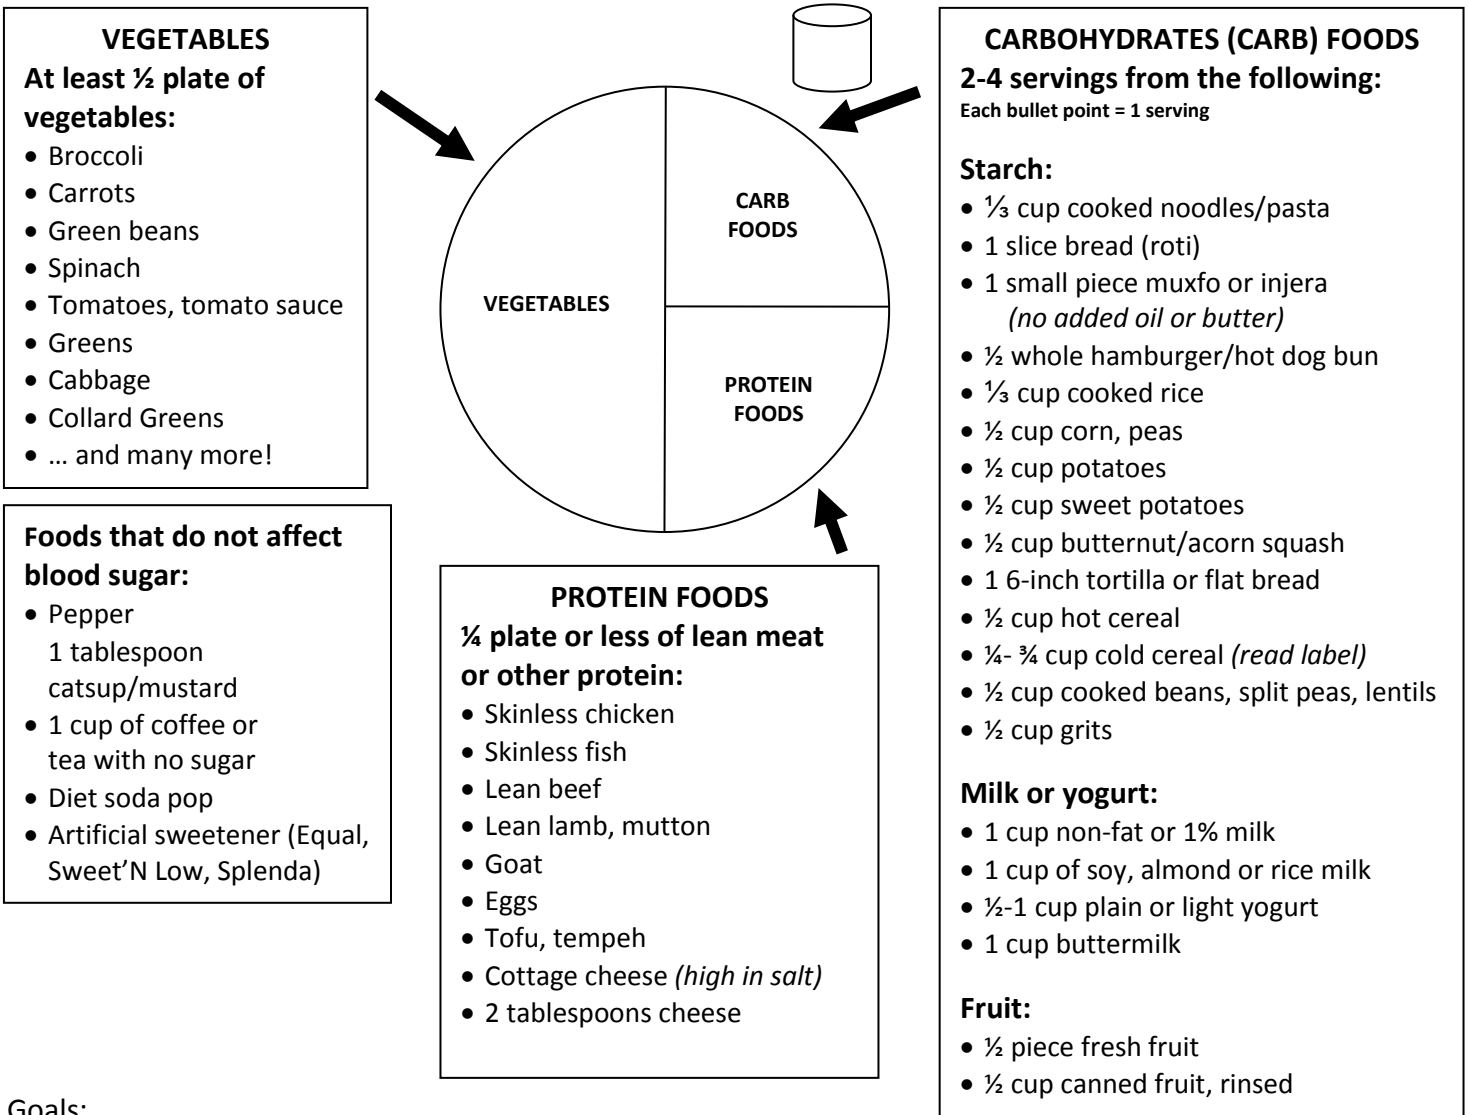 VEGETABLES
At least ½ plate of
vegetables:
• Broccoli
• Carrots
• Green beans
• Spinach
• Tomatoes, tomato sauce
• Greens
• Cabbage
• Collard Greens
• … and many more!
Foods that do not affect
blood sugar:
• Pepper
1 tablespoon
catsup/mustard
• 1 cup of coffee or
tea with no sugar
• Diet soda pop
• Artificial sweetener (Equal,
Sweet’N Low, Splenda)
VEGETABLES
CARB
FOODS
PROTEIN
FOODS
PROTEIN FOODS
¼ plate or less of lean meat
or other protein:
• Skinless chicken
• Skinless fish
• Lean beef
• Lean lamb, mutton
• Goat
• Eggs
• Tofu, tempeh
• Cottage cheese (high in salt)
• 2 tablespoons cheese
CARBOHYDRATES (CARB) FOODS
2-4 servings from the following:
Each bullet point = 1 serving
Starch:
• ⅓ cup cooked noodles/pasta
• 1 slice bread (roti)
• 1 small piece muxfo or injera
(no added oil or butter)
• ½ whole hamburger/hot dog bun
• ⅓ cup cooked rice
• ½ cup corn, peas
• ½ cup potatoes
• ½ cup sweet potatoes
• ½ cup butternut/acorn squash
• 1 6-inch tortilla or flat bread
• ½ cup hot cereal
• ¼- ¾ cup cold cereal (read label)
• ½ cup cooked beans, split peas, lentils
• ½ cup grits
Milk or yogurt:
• 1 cup non-fat or 1% milk
• 1 cup of soy, almond or rice milk
• ½-1 cup plain or light yogurt
• 1 cup buttermilk
Fruit:
• ½ piece fresh fruit
• ½ cup canned fruit, rinsed
Goals: